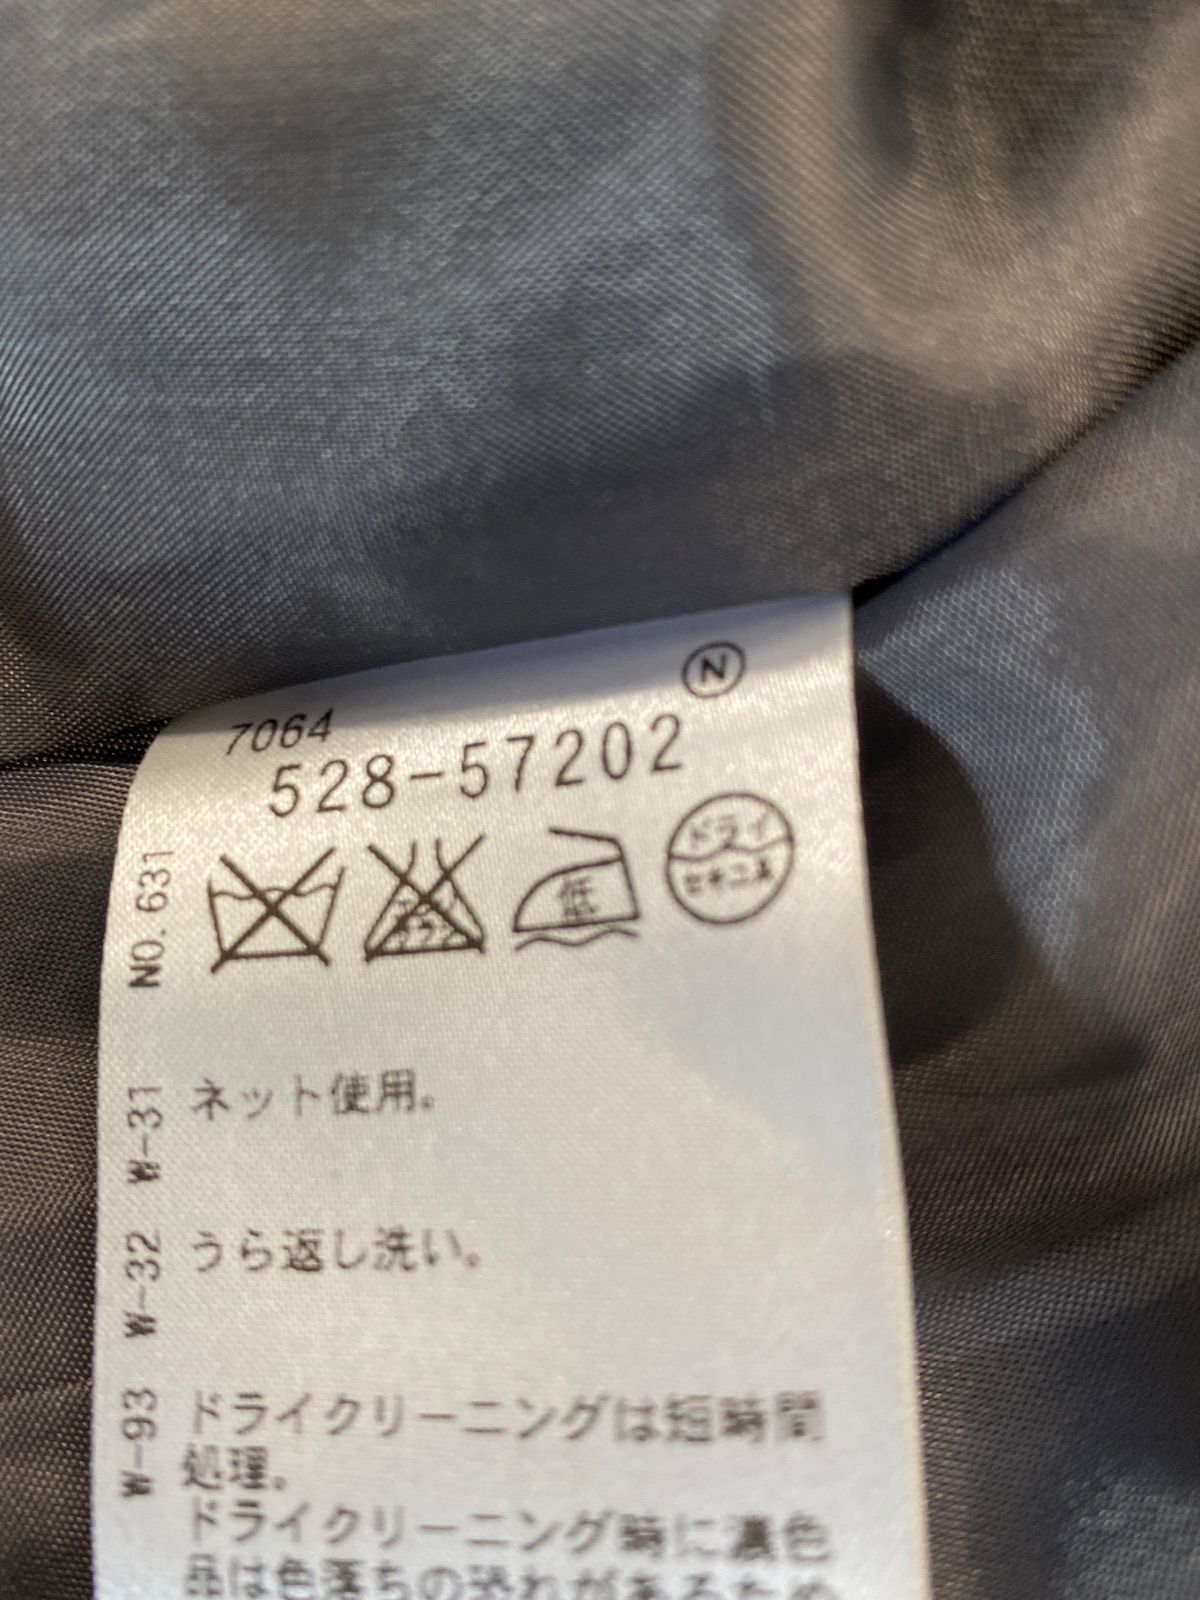 N
7064
528-57202
NO.631
低
ドライ
セキユ系
W-31 ネット使用。
W-32 うら返し洗い。
W-93 ドライクリーニングは短時間
処理。
ドライクリーニング時に濃色
品は色落ちの恐れがあるため